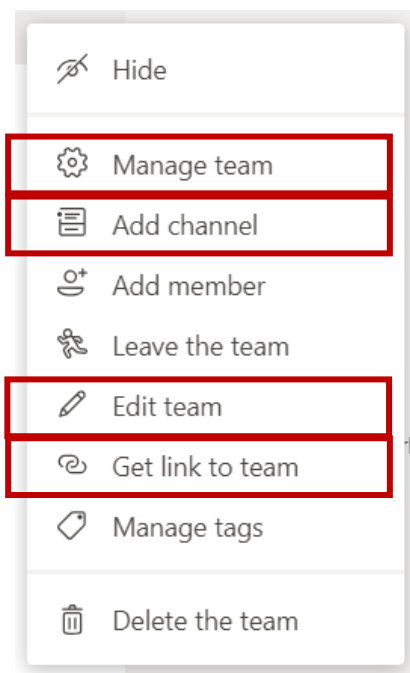 Hide
Manage team
Add channel
Add member
Leave the team
Edit team
Get link to team
Manage tags
Delete the team